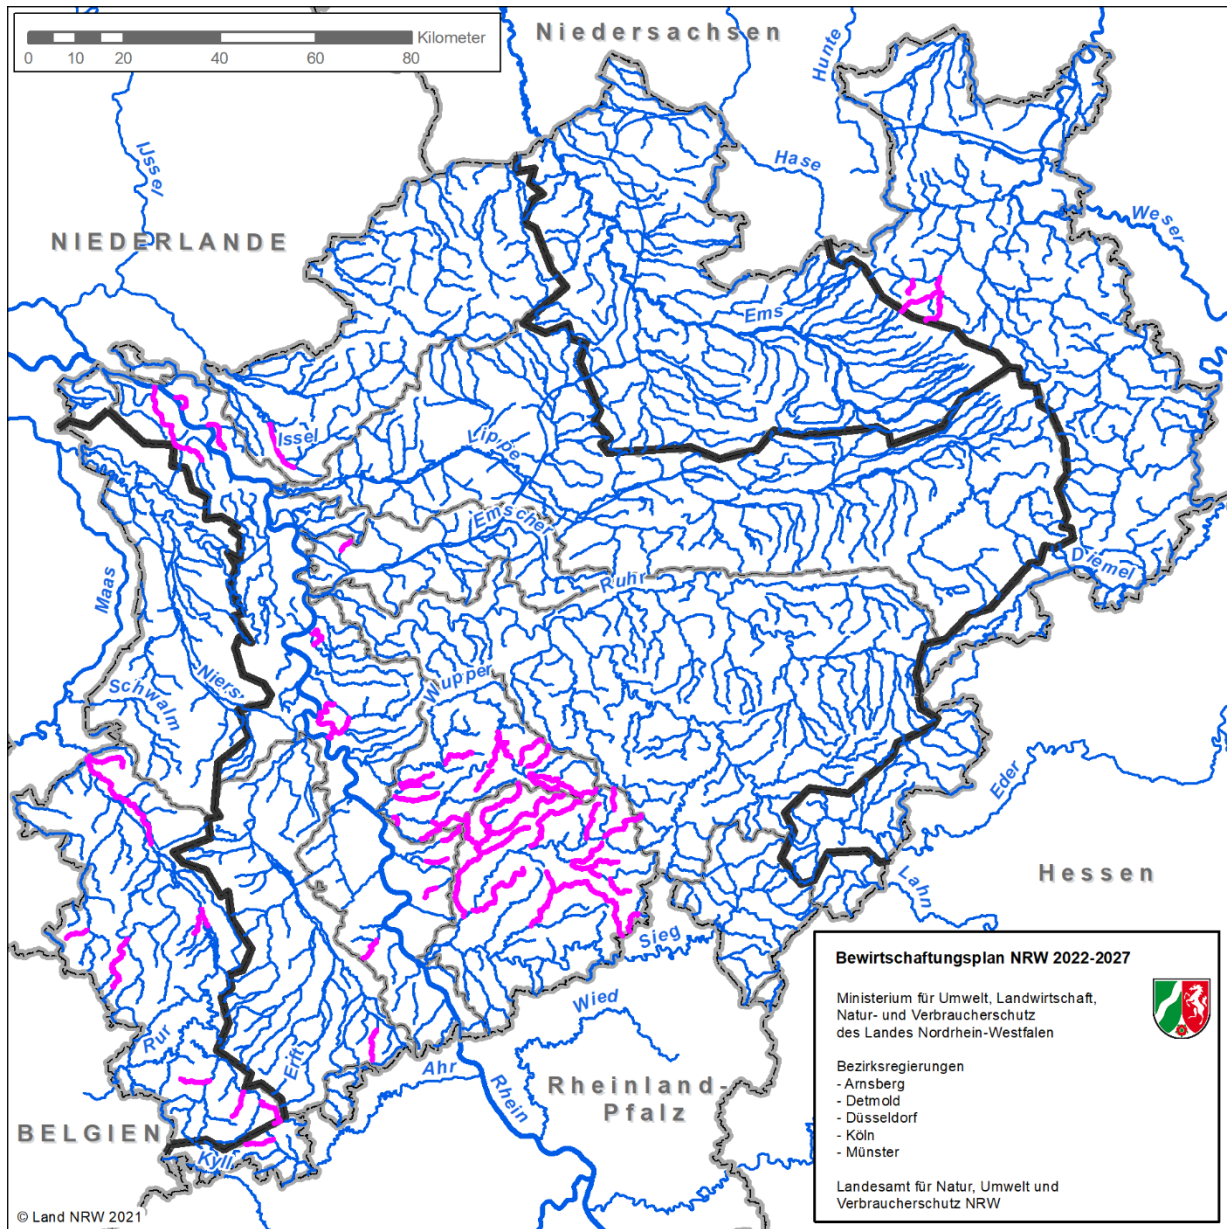 Niedersachsen
Kilometer
0 10 20 40 60 80
Hunte
IJssel
Hase
NIEDERLANDE
Weser
Ems
Issel
Lippe
Emscher
Diemel
Maas
Ruhr
Wupper
Niers
Schwalm
Eder
Hessen
Lahn
Sieg
Wied
Rur
Erft
Ahr
Rhein
Rheinland-
Pfalz
BELGIEN
Kyll
Bewirtschaftungsplan NRW 2022-2027
Ministerium für Umwelt, Landwirtschaft,
Natur- und Verbraucherschutz
des Landes Nordrhein-Westfalen
Bezirksregierungen
- Arnsberg
- Detmold
- Düsseldorf
- Köln
- Münster
Landesamt für Natur, Umwelt und
Verbraucherschutz NRW
© Land NRW 2021